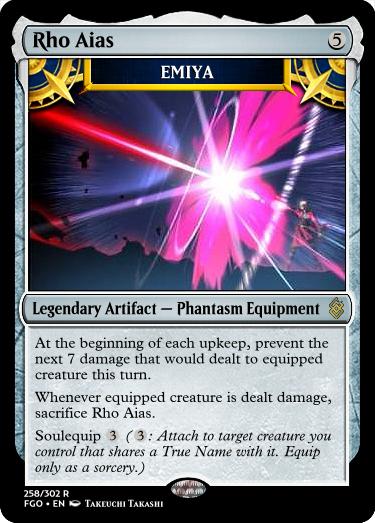 Rho Aias 5
EMIYA
Legendary Artifact — Phantasm Equipment
At the beginning of each upkeep, prevent the
next 7 damage that would dealt to equipped
creature this turn.
Whenever equipped creature is dealt damage,
sacrifice Rho Aias.
Soulequip 3 (3: Attach to target creature you
control that shares a True Name with it. Equip
only as a sorcery.)
258/302 R
FGO • EN Takeuchi Takashi